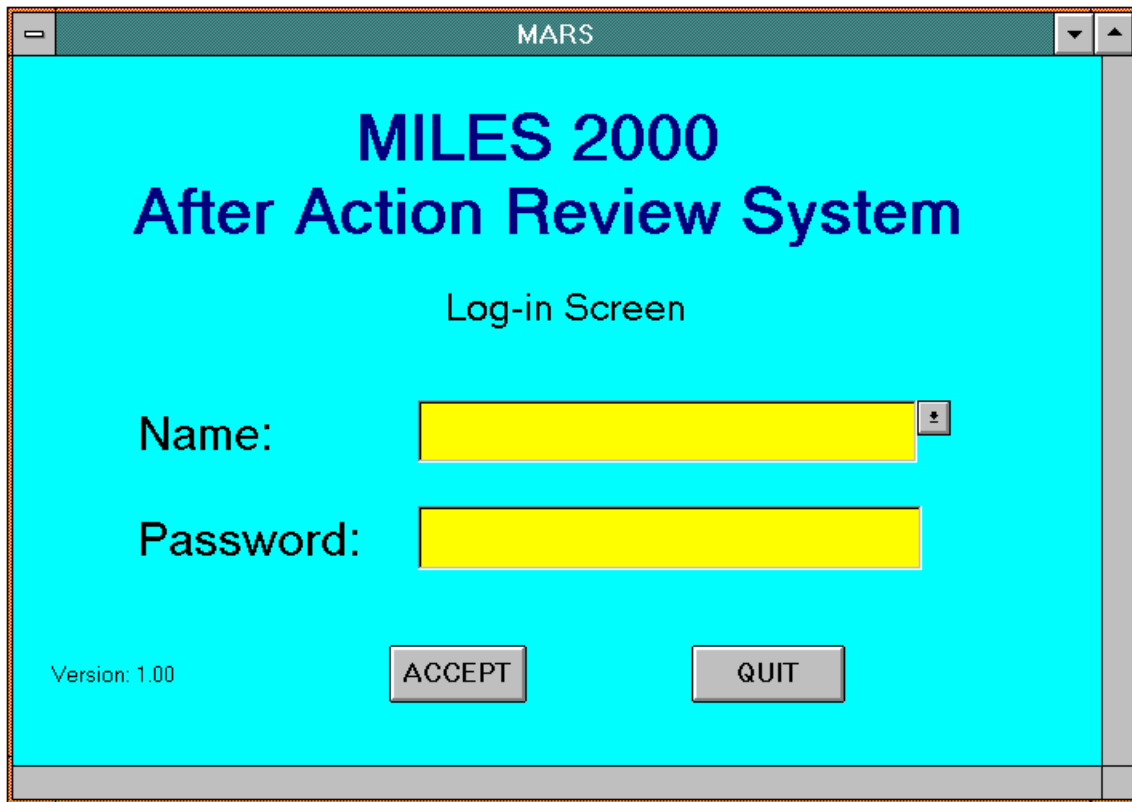 MARS
MILES 2000
After Action Review System
Log-in Screen
Name:
Password:
Version: 1.00 ACCEPT QUIT